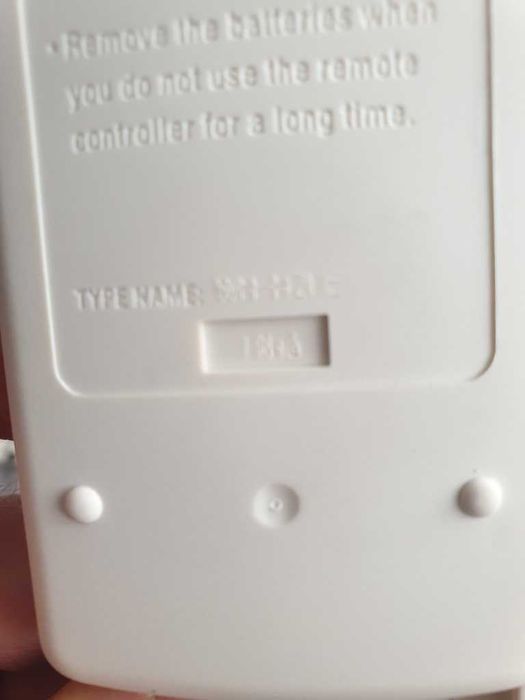 • Remove the batteries when
you do not use the remote
controller for a long time.
TYPE NAME: